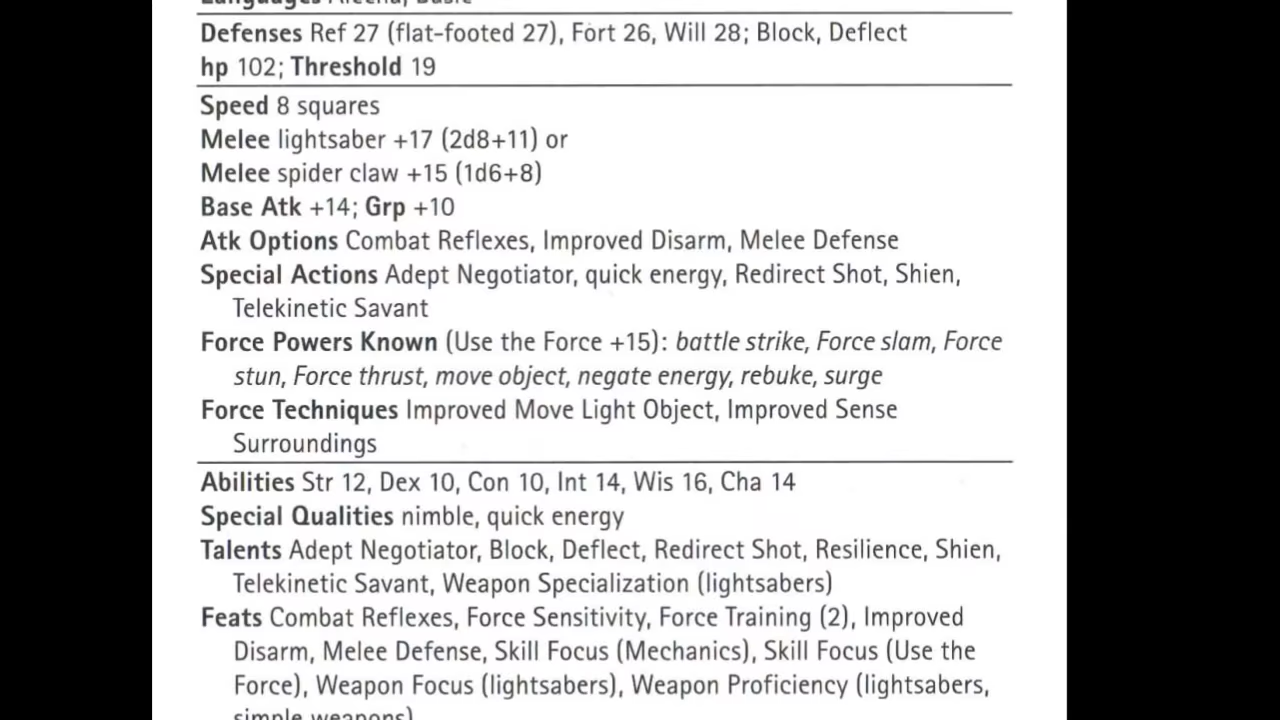 Languages Aleena, Basic
Defenses Ref 27 (flat-footed 27), Fort 26, Will 28; Block, Deflect
hp 102; Threshold 19
Speed 8 squares
Melee lightsaber +17 (2d8+11) or
Melee spider claw +15 (1d6+8)
Base Atk +14; Grp +10
Atk Options Combat Reflexes, Improved Disarm, Melee Defense
Special Actions Adept Negotiator, quick energy, Redirect Shot, Shien,
Telekinetic Savant
Force Powers Known (Use the Force +15): battle strike, Force slam, Force
stun, Force thrust, move object, negate energy, rebuke, surge
Force Techniques Improved Move Light Object, Improved Sense
Surroundings
Abilities Str 12, Dex 10, Con 10, Int 14, Wis 16, Cha 14
Special Qualities nimble, quick energy
Talents Adept Negotiator, Block, Deflect, Redirect Shot, Resilience, Shien,
Telekinetic Savant, Weapon Specialization (lightsabers)
Feats Combat Reflexes, Force Sensitivity, Force Training (2), Improved
Disarm, Melee Defense, Skill Focus (Mechanics), Skill Focus (Use the
Force), Weapon Focus (lightsabers), Weapon Proficiency (lightsabers,
simple weapons)